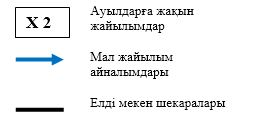 X 2
Ауылдарға жақын
жайылымдар
Мал жайылым
айналымдары
Елді мекен шекаралары